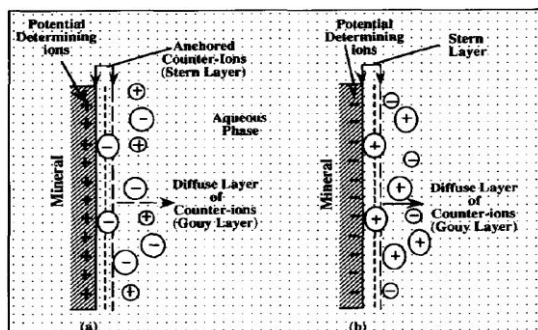 Potential
Determining
ions
Anchored
Counter-Ions
(Stern Layer)
Aqueous
Phase
Mineral
Diffuse Layer
of
Counter-ions
(Gouy Layer)
(a)
Potential
Determining
ions
Stern
Layer
Mineral
Diffuse Layer
of
Counter-ions
(Gouy Layer)
(b)